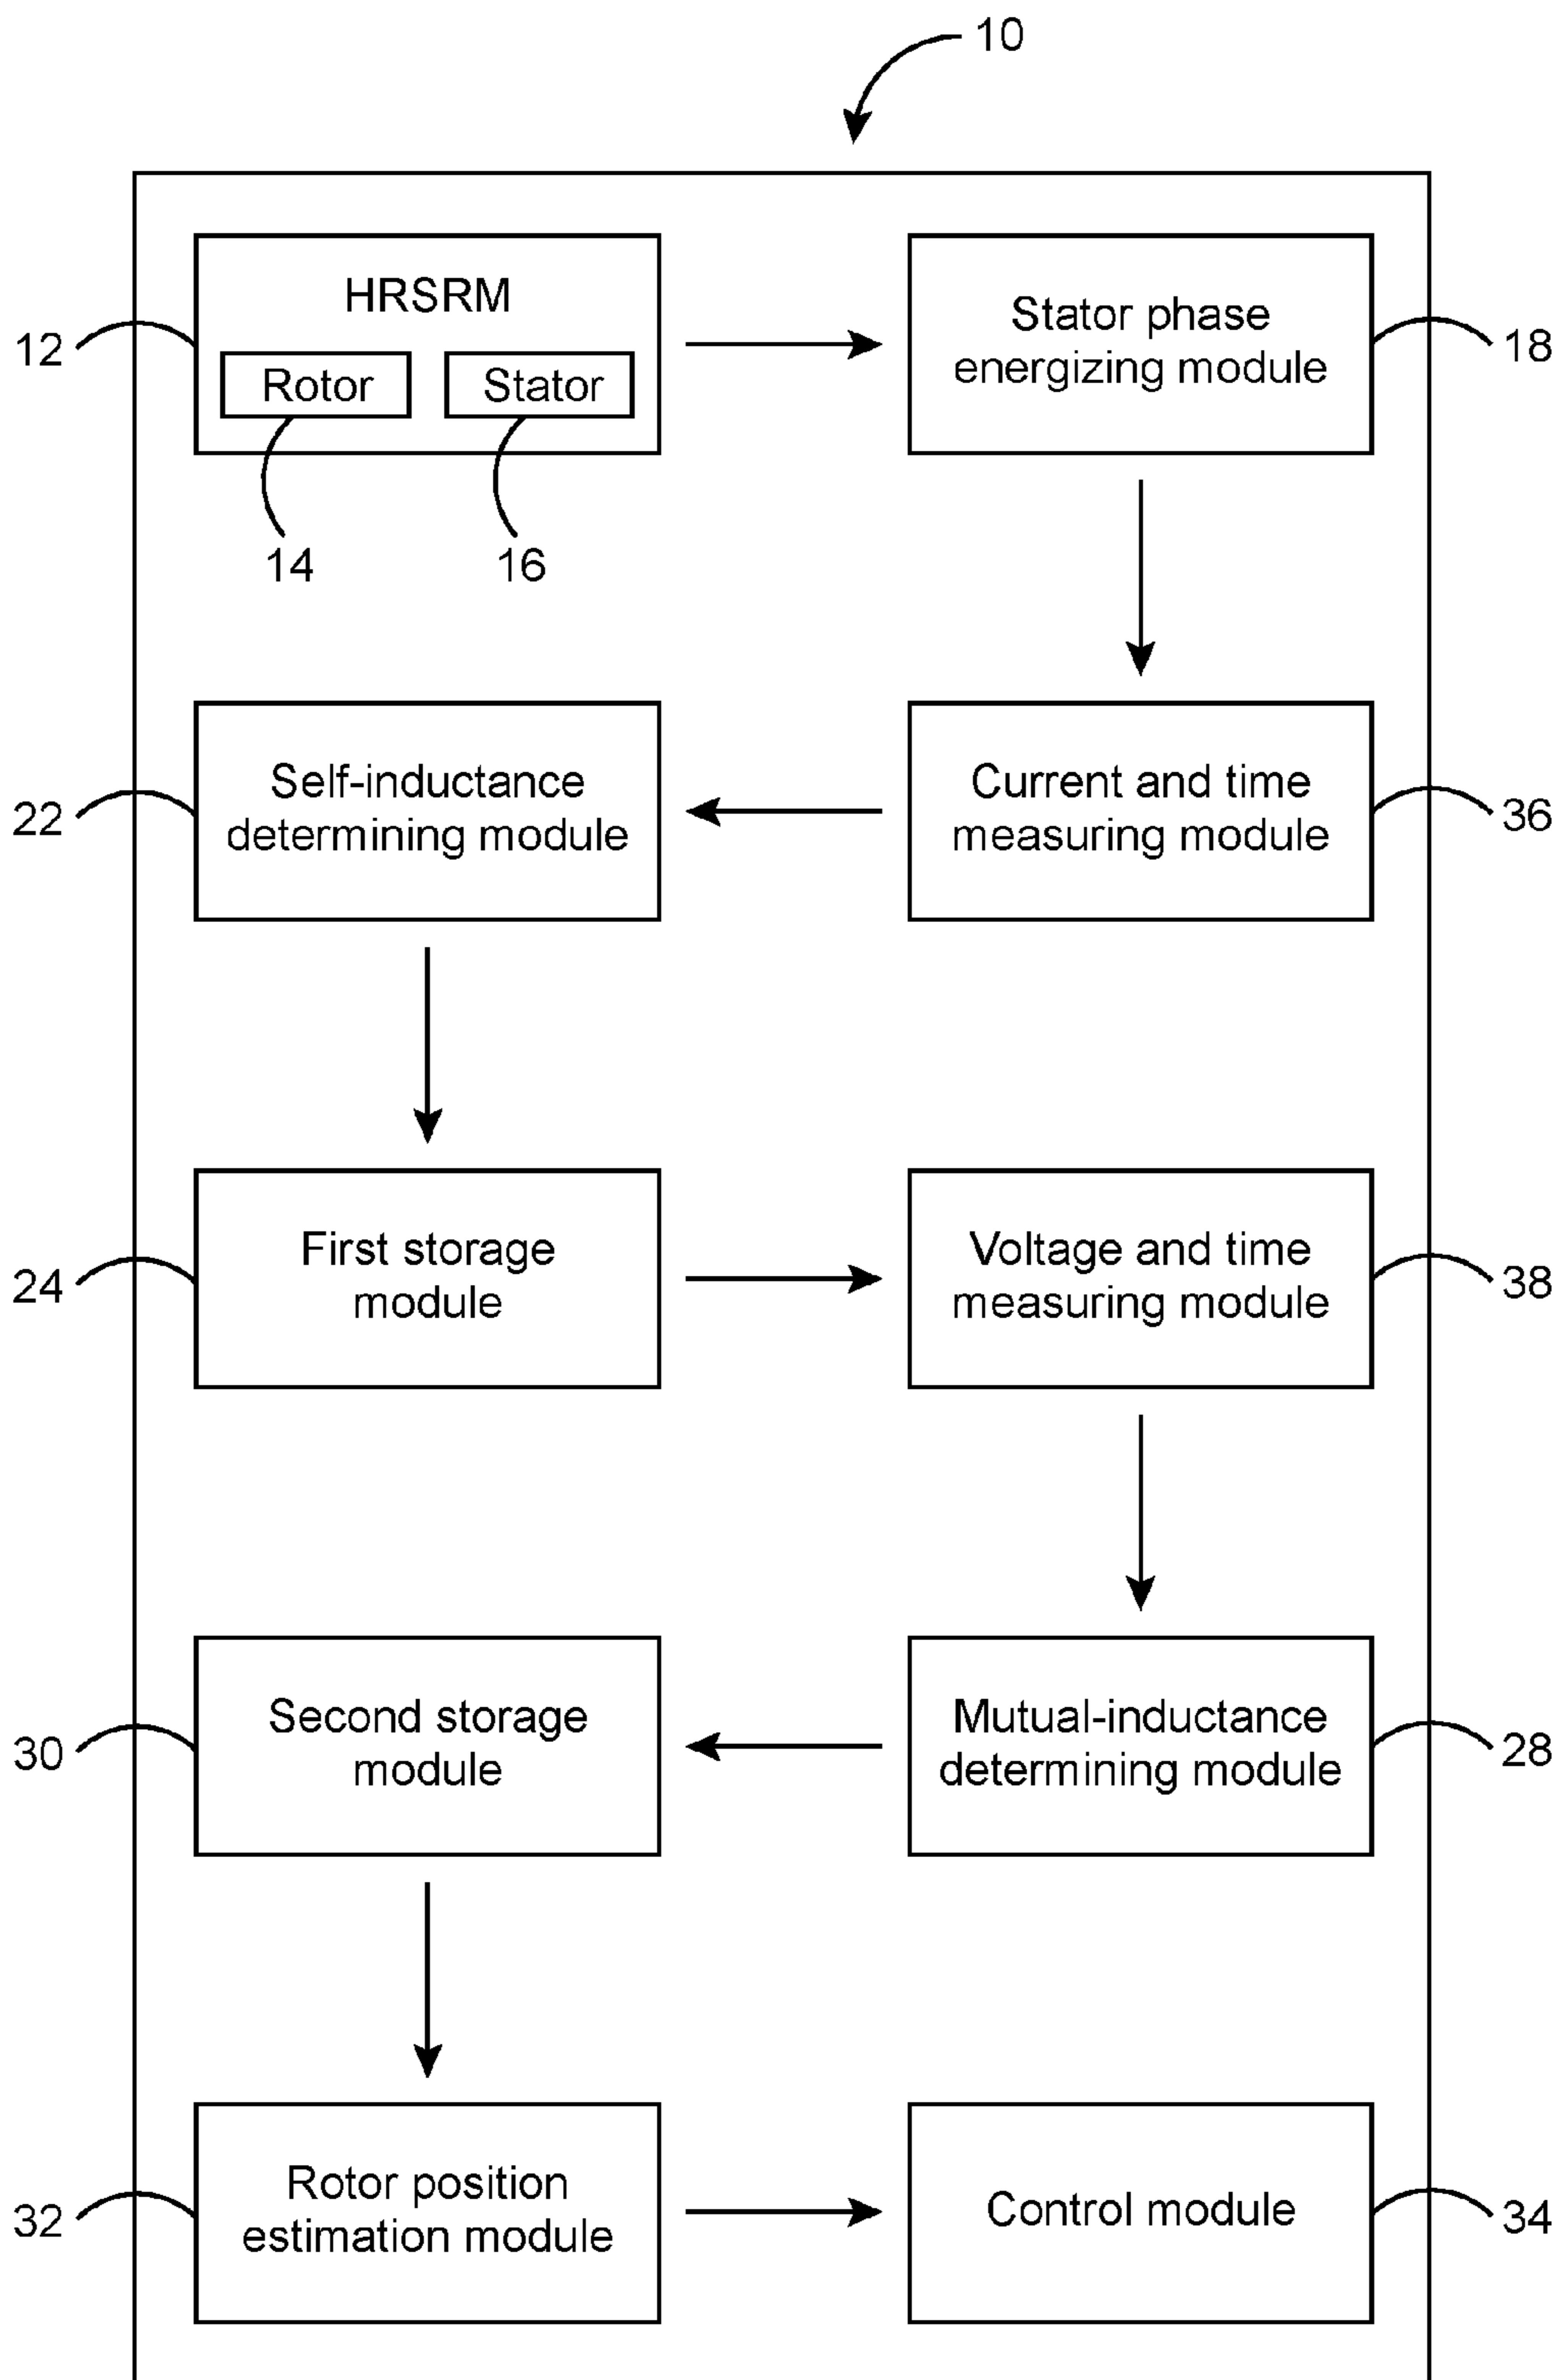 10
HRSRM
Rotor
Stator
12
14
16
Stator phase
energizing module
18
Self-inductance
determining module
22
Current and time
measuring module
36
First storage
module
24
Voltage and time
measuring module
38
Second storage
module
30
Mutual-inductance
determining module
28
Rotor position
estimation module
32
Control module
34